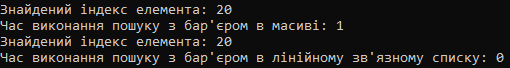 Знайдений індекс елемента: 20
Час виконання пошуку з бар'єром в масиві: 1
Знайдений індекс елемента: 20
Час виконання пошуку з бар'єром в лінійному зв'язному списку: 0